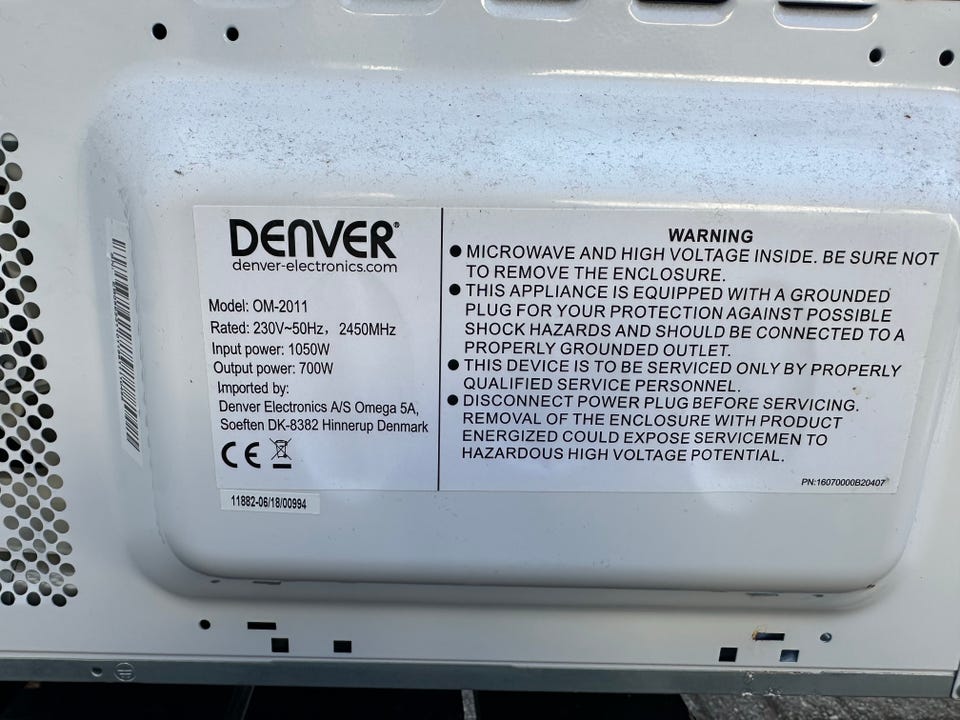 DENVER®
denver-electronics.com
Model: OM-2011
Rated: 230V~50Hz, 2450MHz
Input power: 1050W
Output power: 700W
Imported by:
Denver Electronics A/S Omega 5A,
Soeften DK-8382 Hinnerup Denmark
CE
11882-06/18/00994
WARNING
● MICROWAVE AND HIGH VOLTAGE INSIDE. BE SURE NOT
TO REMOVE THE ENCLOSURE.
● THIS APPLIANCE IS EQUIPPED WITH A GROUNDED
PLUG FOR YOUR PROTECTION AGAINST POSSIBLE
SHOCK HAZARDS AND SHOULD BE CONNECTED TO A
PROPERLY GROUNDED OUTLET.
● THIS DEVICE IS TO BE SERVICED ONLY BY PROPERLY
QUALIFIED SERVICE PERSONNEL.
● DISCONNECT POWER PLUG BEFORE SERVICING.
REMOVAL OF THE ENCLOSURE WITH PRODUCT
ENERGIZED COULD EXPOSE SERVICEMEN TO
HAZARDOUS HIGH VOLTAGE POTENTIAL.
PN:16070000B20407